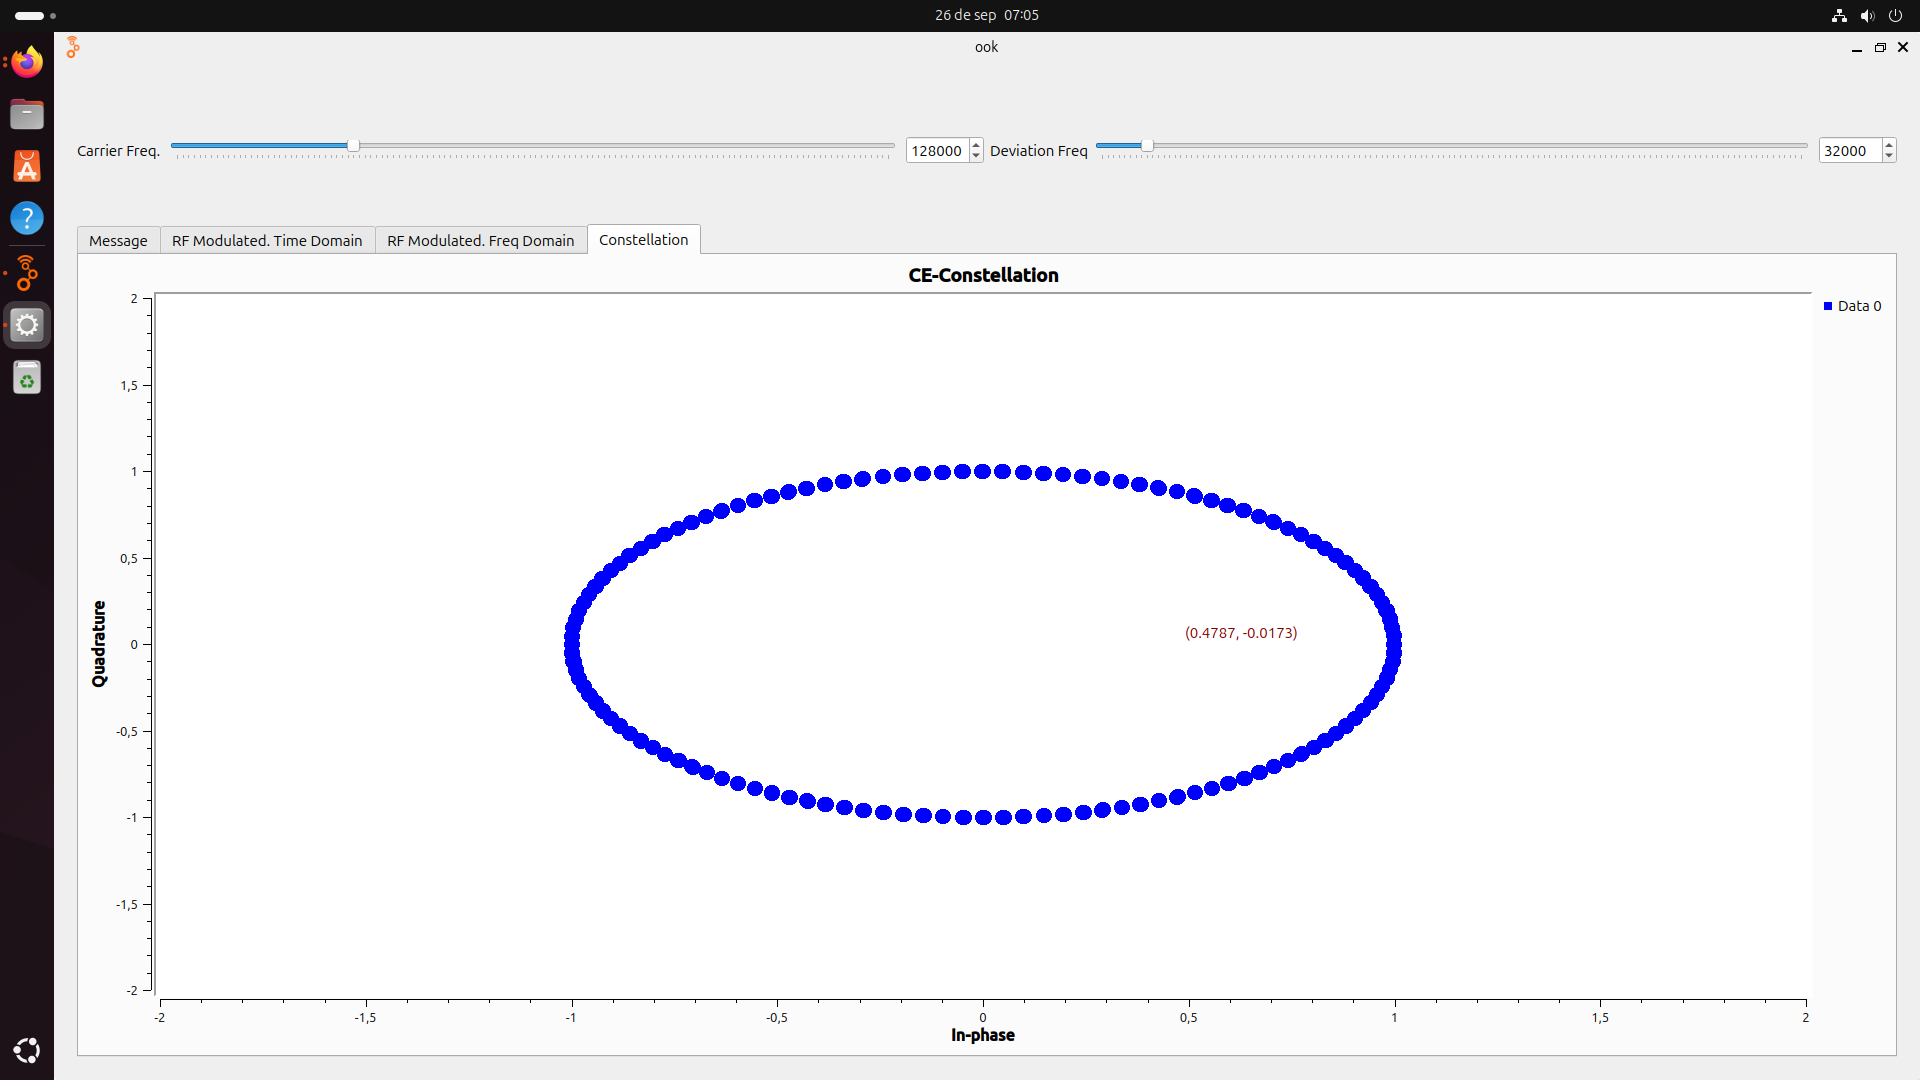 26 de sep 07:05
ook
Carrier Freq. 128000 Deviation Freq 32000
Message RF Modulated. Time Domain RF Modulated. Freq Domain Constellation
CE-Constellation
Data 0
2
1,5
1
0,5
0
-0,5
-1
-1,5
-2
Quadrature
(0.4787, -0.0173)
-2 -1,5 -1 -0,5 0 0,5 1 1,5 2
In-phase